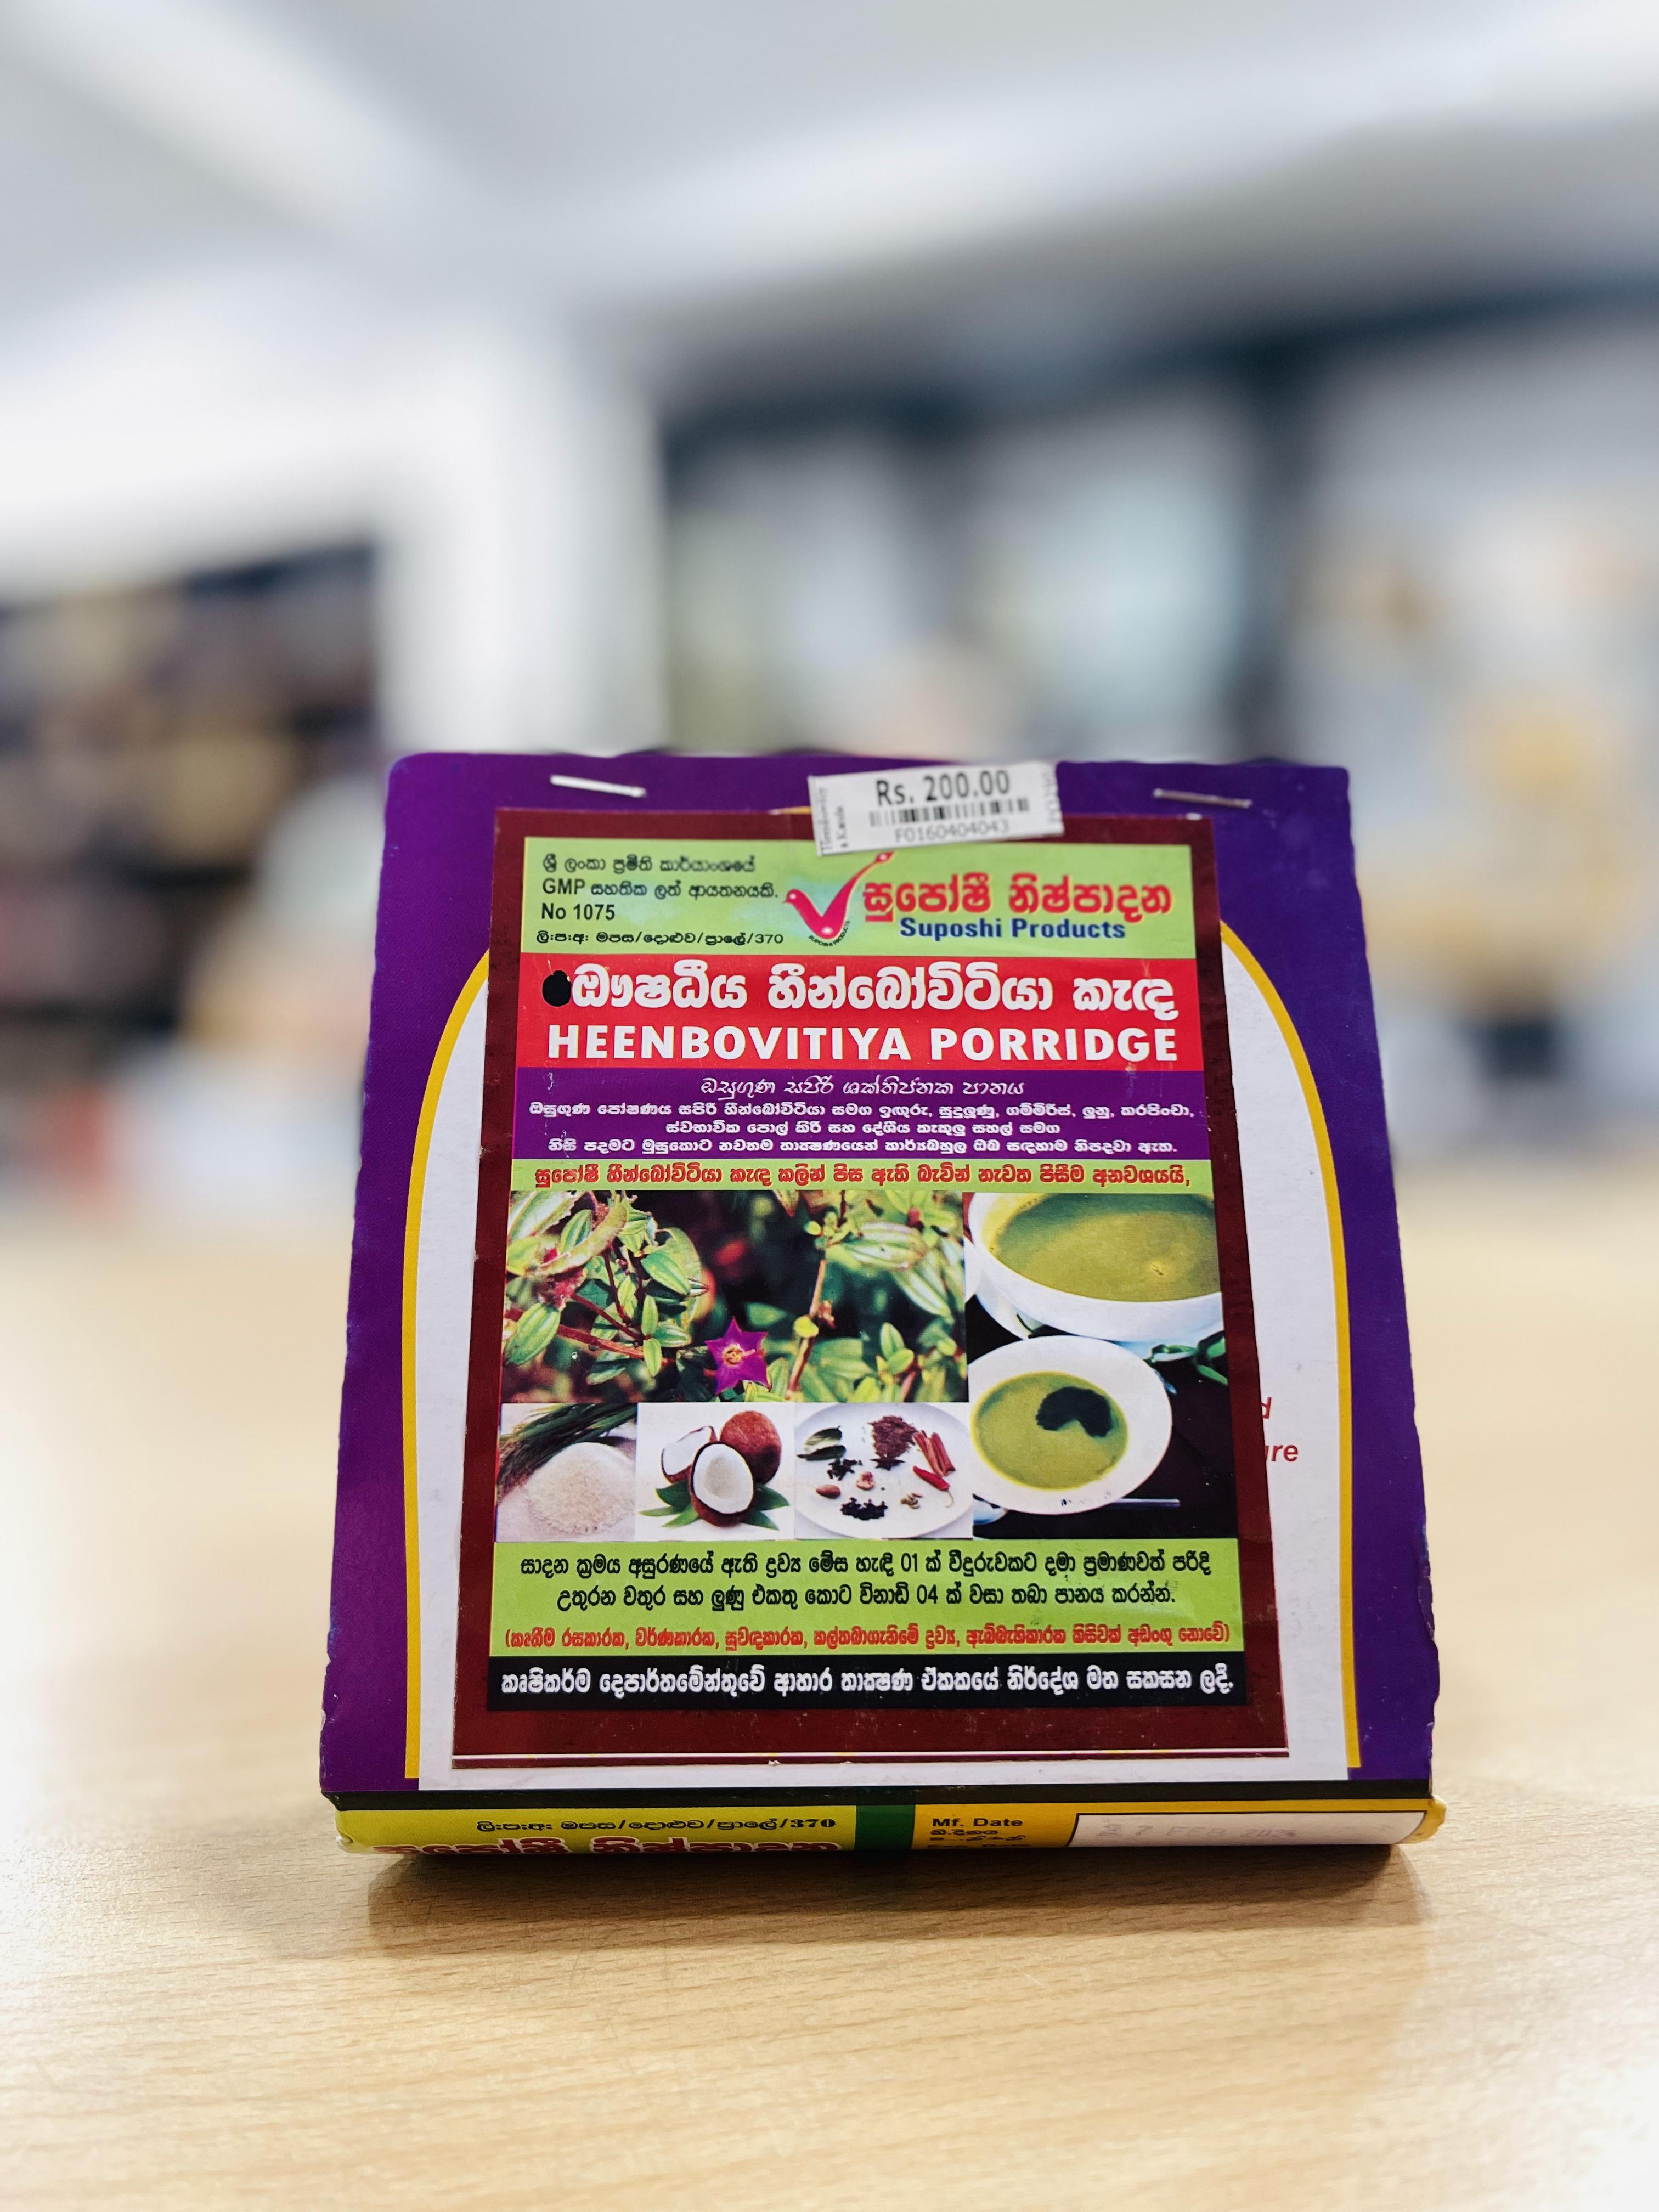 Rs. 200.00
F0160404043
ශ්‍රී ලංකා ප්‍රමිති කාර්යාංශයේ
GMP සහතික ලත් ආයතනයකි.
No 1075
ලි:ප:අ: මපස/දොළුව/ප්‍රාලේ/370
සුපෝෂී නිෂ්පාදන
Suposhi Products
ඖෂධීය හීන්බෝවිටියා කැඳ
HEENBOVITIYA PORRIDGE
ඔසුගුණ සපිරි ශක්තිජනක පානය
ඔසුගුණ පෝෂණය සපිරි හීන්බෝවිටියා සමග ඉඟුරු, සුදුලූණු, ගම්මිරිස්, ලුනු, කරපිංචා,
ස්වභාවික පොල් කිරි සහ දේශීය කැකුලු සහල් සමග
නිසි පදමට මුසුකොට නවතම තාක්‍ෂණයෙන් කාර්යබහුල ඔබ සඳහාම නිපදවා ඇත.
සුපෝෂී හීන්බෝවිටියා කැඳ කලින් පිස ඇති බැවින් නැවත පිසීම අනවශයයි,
සාදන ක්‍රමය අසුරණයේ ඇති ද්‍රව්‍ය මේස හැඳි 01 ක් වීදුරුවකට දමා ප්‍රමාණවත් පරිදි
උතුරන වතුර සහ ලුණු එකතු කොට විනාඩි 04 ක් වසා තබා පානය කරන්න.
(කෘතීම රසකාරක, වර්ණකාරක, සුවඳකාරක, කල්තබාගැනිමේ ද්‍රව්‍ය, ඇබ්බැහිකාරක කිසිවක් අඩංගු නොවේ)
කෘෂිකර්ම දෙපාර්තමේන්තුවේ ආහාර තාක්‍ෂණ ඒකකයේ නිර්දේශ මත සකසන ලදි.
ලි:ප:අ: මපස/දොළුව/ප්‍රාලේ/370
සුපෝෂී නිෂ්පාදන
Mf. Date